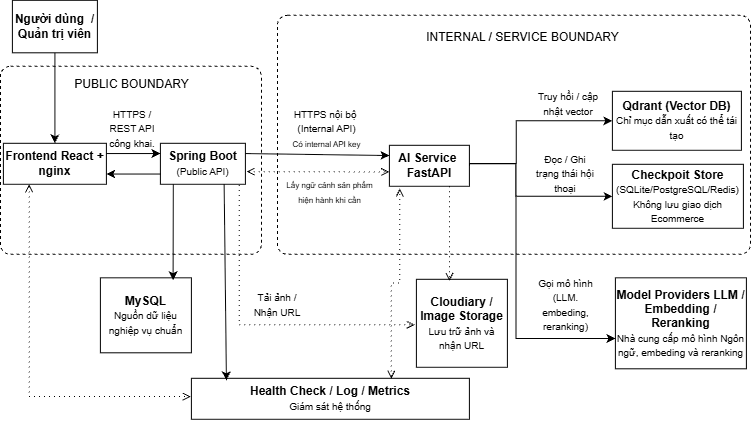 Người dùng /
Quản trị viên
INTERNAL / SERVICE BOUNDARY
PUBLIC BOUNDARY
HTTPS /
REST API
công khai.
HTTPS nội bộ
(Internal API)
Có internal API key
Truy hồi / cập
nhật vector
Qdrant (Vector DB)
Chỉ mục dẫn xuất có thể tái
tạo
Frontend React +
nginx
Spring Boot
(Public API)
AI Service
FastAPI
Lấy ngữ cảnh sản phẩm
hiện hành khi cần
Đọc / Ghi
trạng thái hội
thoại
Checkpoit Store
(SQLite/PostgreSQL/Redis)
Không lưu giao dịch
Ecommerce
MySQL
Nguồn dữ liệu
nghiệp vụ chuẩn
Tải ảnh /
Nhận URL
Cloudiary /
Image Storage
Lưu trữ ảnh và
nhận URL
Gọi mô hình
(LLM.
embeding,
reranking)
Model Providers LLM /
Embedding /
Reranking
Nhà cung cấp mô hình Ngôn
ngữ, embeding và reranking
Health Check / Log / Metrics
Giám sát hệ thống